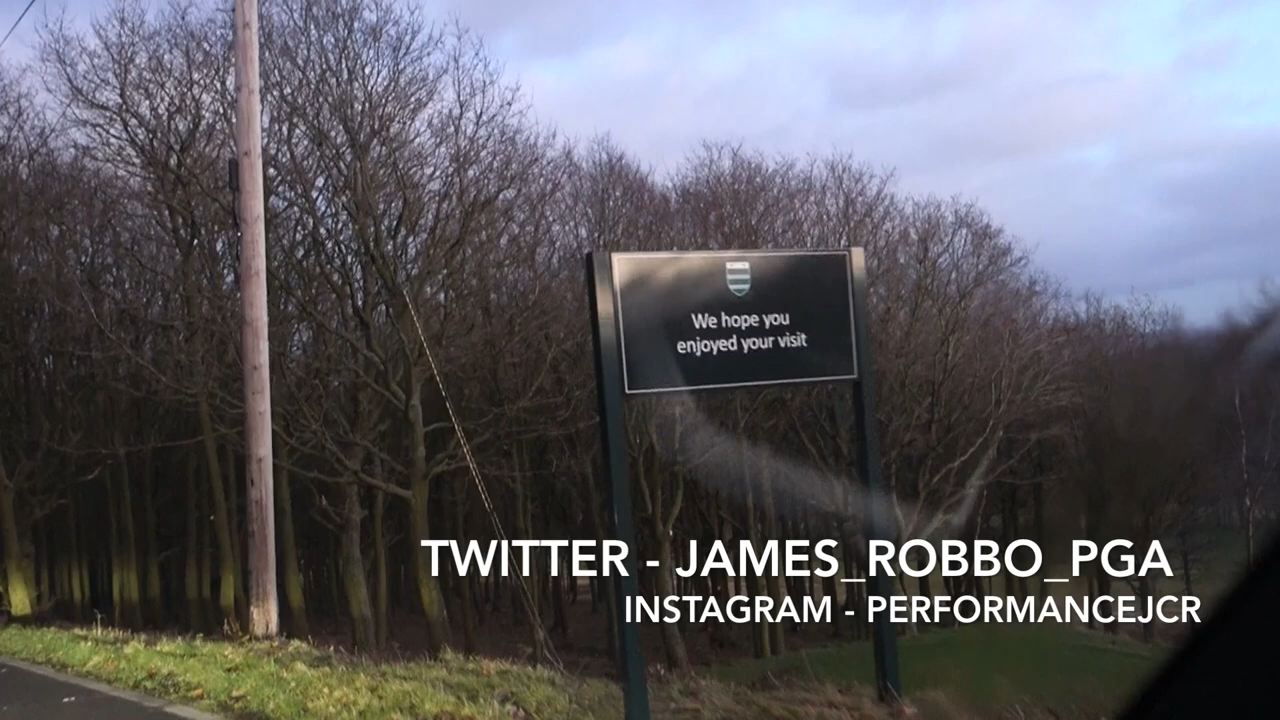 We hope you
enjoyed your visit
TWITTER - JAMES_ROBBO_PGA
INSTAGRAM - PERFORMANCEJCR